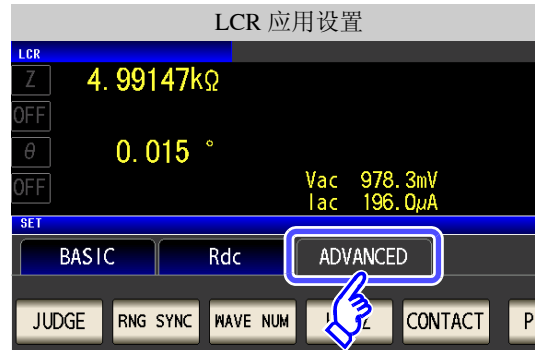 LCR 应用设置
LCR
Z 4.99147kΩ
OFF
θ 0.015 °
OFF
Vac 978.3mV
Iac 196.0μA
SET
BASIC Rdc ADVANCED
JUDGE RNG SYNC WAVE NUM CONTACT P